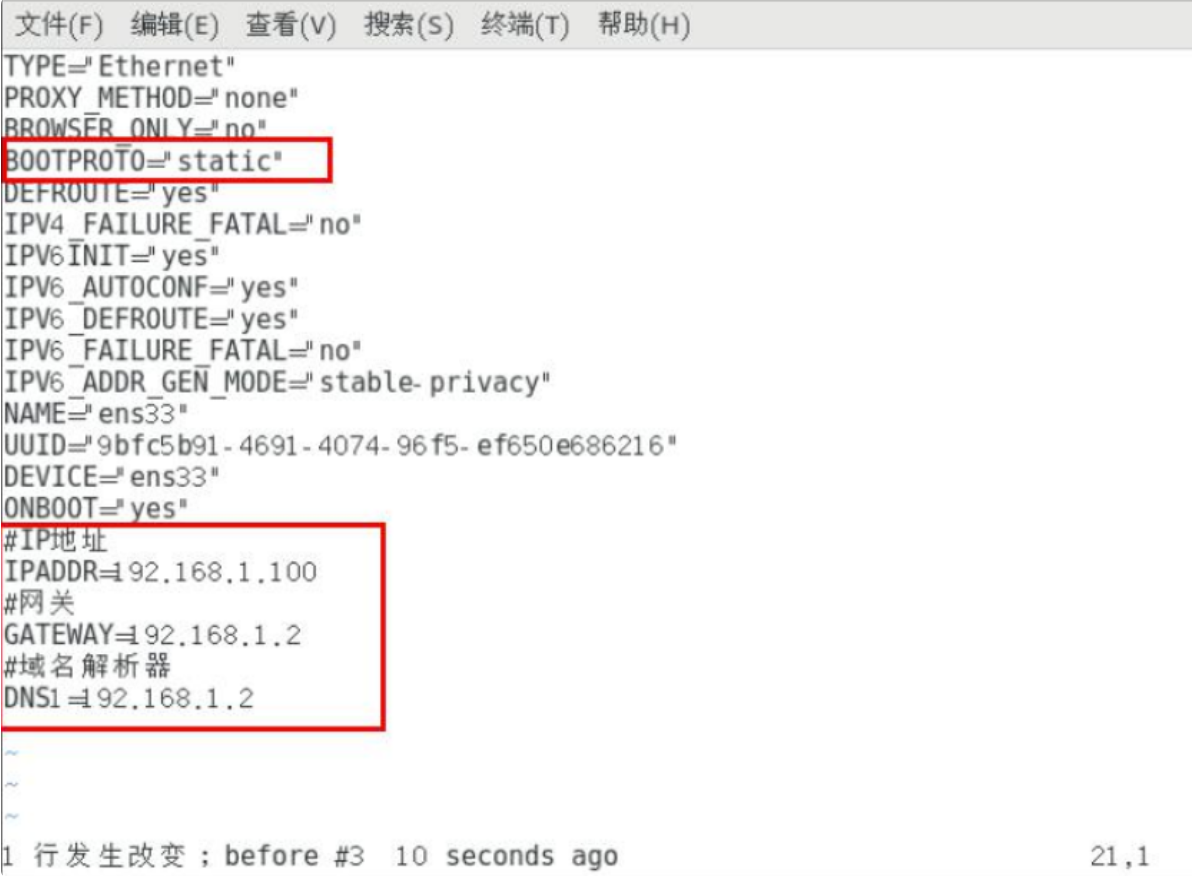 文件(F) 编辑(E) 查看(V) 搜索(S) 终端(T) 帮助(H)
TYPE="Ethernet"
PROXY_METHOD="none"
BROWSER_ONLY="no"
BOOTPROTO="static"
DEFROUTE="yes"
IPV4_FAILURE_FATAL="no"
IPV6INIT="yes"
IPV6_AUTOCONF="yes"
IPV6_DEFROUTE="yes"
IPV6_FAILURE_FATAL="no"
IPV6_ADDR_GEN_MODE="stable-privacy"
NAME="ens33"
UUID="9bfc5b91-4691-4074-96f5-ef650e686216"
DEVICE="ens33"
ONBOOT="yes"
#IP地址
IPADDR=192.168.1.100
#网关
GATEWAY=192.168.1.2
#域名解析器
DNS1=192.168.1.2
~
~
~
1 行发生改变；before #3 10 seconds ago 21,1